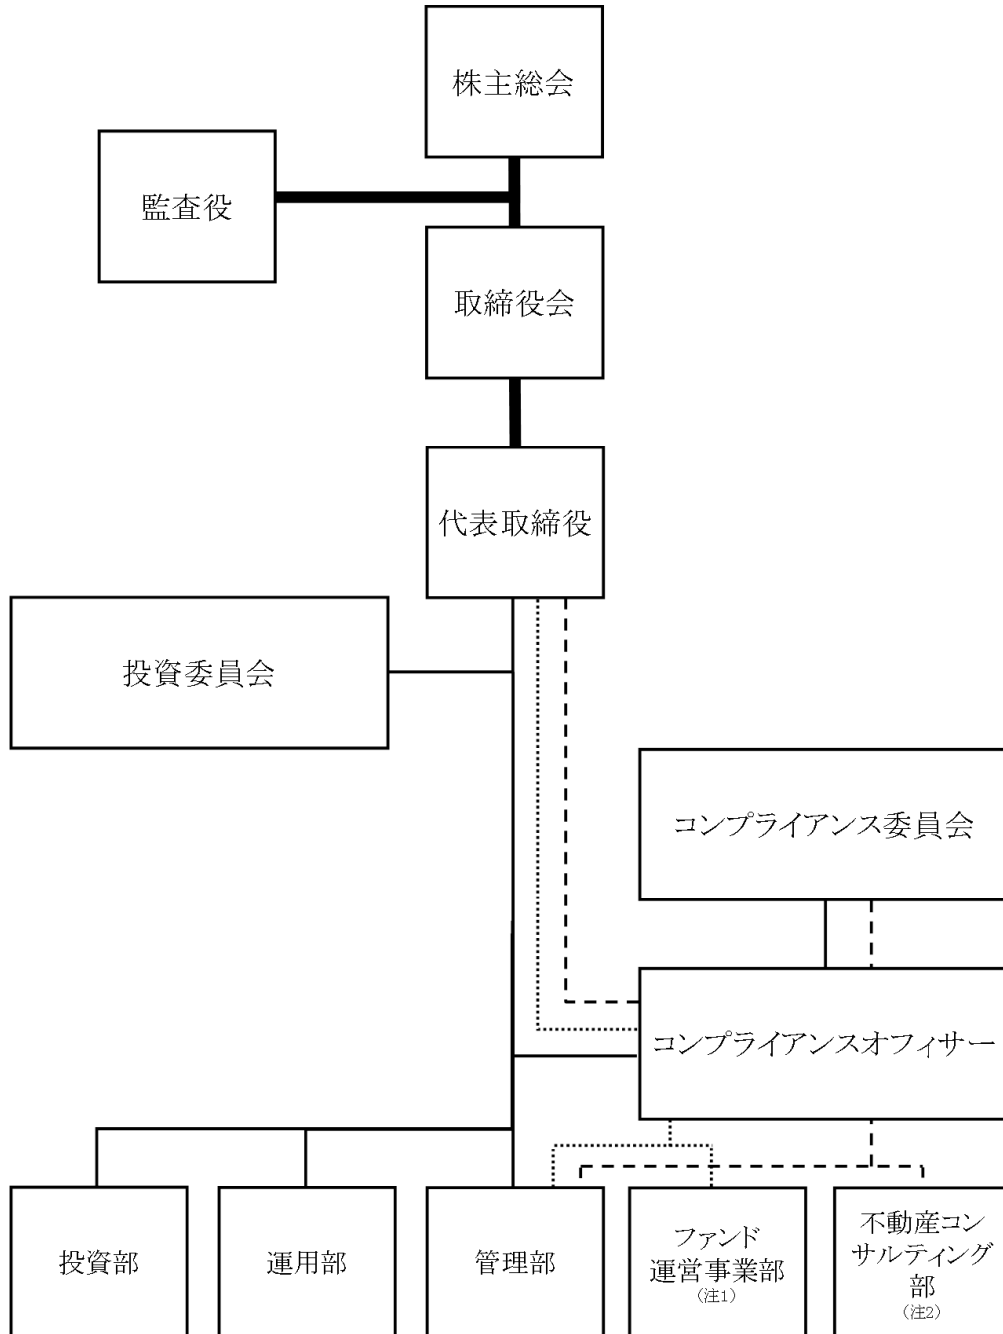 株主総会
監査役
取締役会
代表取締役
投資委員会
コンプライアンス委員会
コンプライアンスオフィサー
投資部
運用部
管理部
ファンド
運営事業部
（注1）
不動産コン
サルティング
部
（注2）